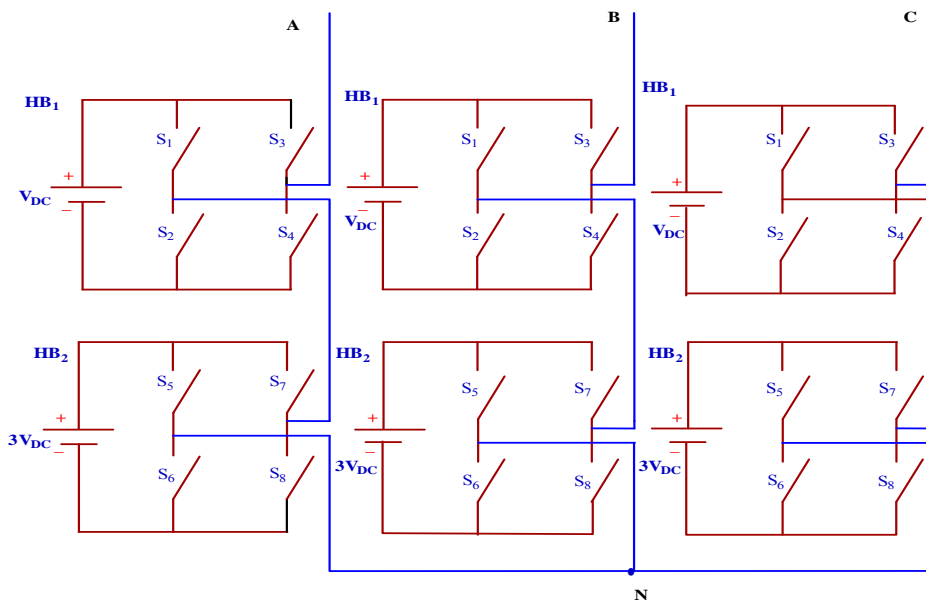 A B C
HB1 HB1 HB1
S1 S3 S1 S3 S1 S3
+ + +
VDC VDC VDC
− − −
S2 S4 S2 S4 S2 S4
HB2 HB2 HB2
S5 S7 S5 S7 S5 S7
+ + +
3VDC 3VDC 3VDC
− − −
S6 S8 S6 S8 S6 S8
N